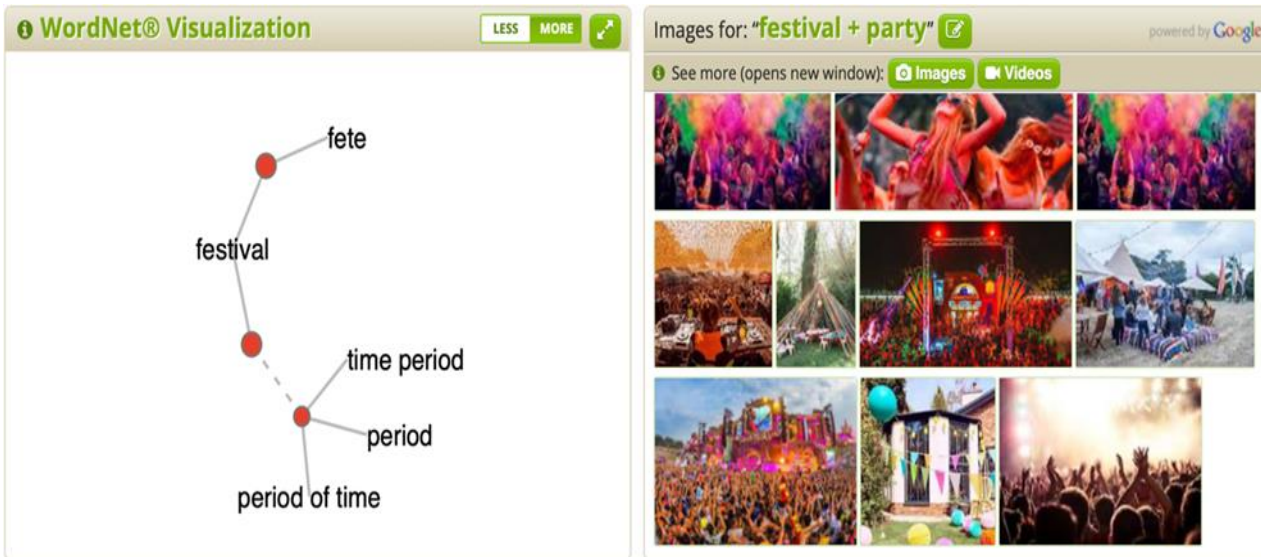 WordNet® Visualization
LESS MORE
fete
festival
time period
period
period of time
Images for: “festival + party”
powered by Google
See more (opens new window): Images Videos